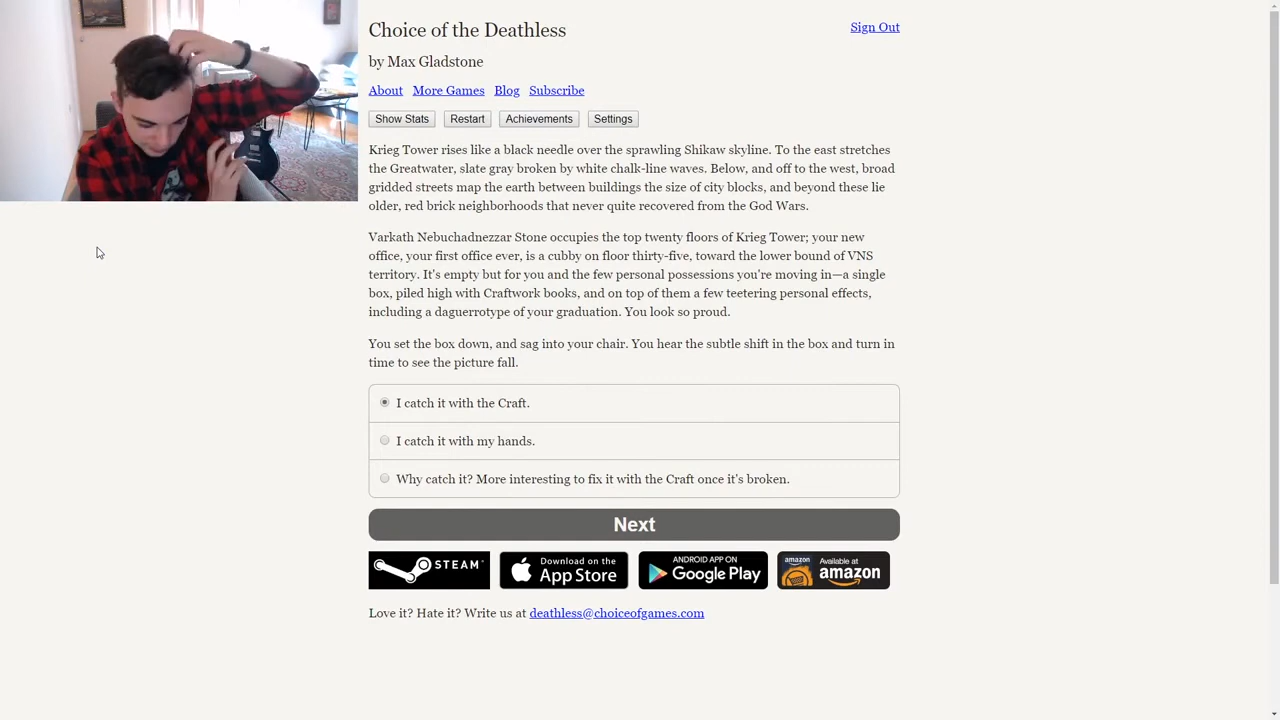 Choice of the Deathless
Sign Out
by Max Gladstone
About More Games Blog Subscribe
Show Stats Restart Achievements Settings
Krieg Tower rises like a black needle over the sprawling Shikaw skyline. To the east stretches
the Greatwater, slate gray broken by white chalk-line waves. Below, and off to the west, broad
gridded streets map the earth between buildings the size of city blocks, and beyond these lie
older, red brick neighborhoods that never quite recovered from the God Wars.
Varkath Nebuchadnezzar Stone occupies the top twenty floors of Krieg Tower; your new
office, your first office ever, is a cubby on floor thirty-five, toward the lower bound of VNS
territory. It's empty but for you and the few personal possessions you're moving in—a single
box, piled high with Craftwork books, and on top of them a few teetering personal effects,
including a daguerrotype of your graduation. You look so proud.
You set the box down, and sag into your chair. You hear the subtle shift in the box and turn in
time to see the picture fall.
I catch it with the Craft.
I catch it with my hands.
Why catch it? More interesting to fix it with the Craft once it's broken.
Next
STEAM
Download on the
App Store
ANDROID APP ON
Google Play
amazon
Available at
amazon
Love it? Hate it? Write us at deathless@choiceofgames.com